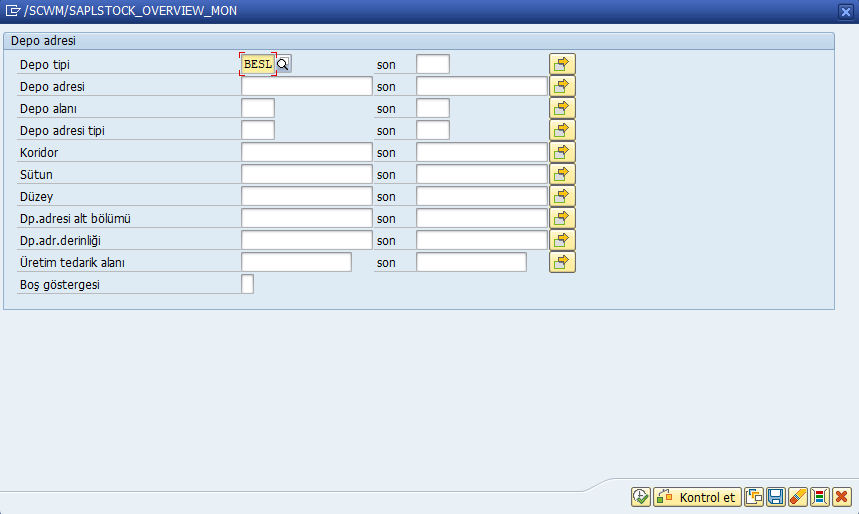 /SCWM/SAPLSTOCK_OVERVIEW_MON
Depo adresi
Depo tipi BESL son
Depo adresi son
Depo alanı son
Depo adresi tipi son
Koridor son
Sütun son
Düzey son
Dp.adresi alt bölümü son
Dp.adr.derinliği son
Üretim tedarik alanı son
Boş göstergesi
Kontrol et